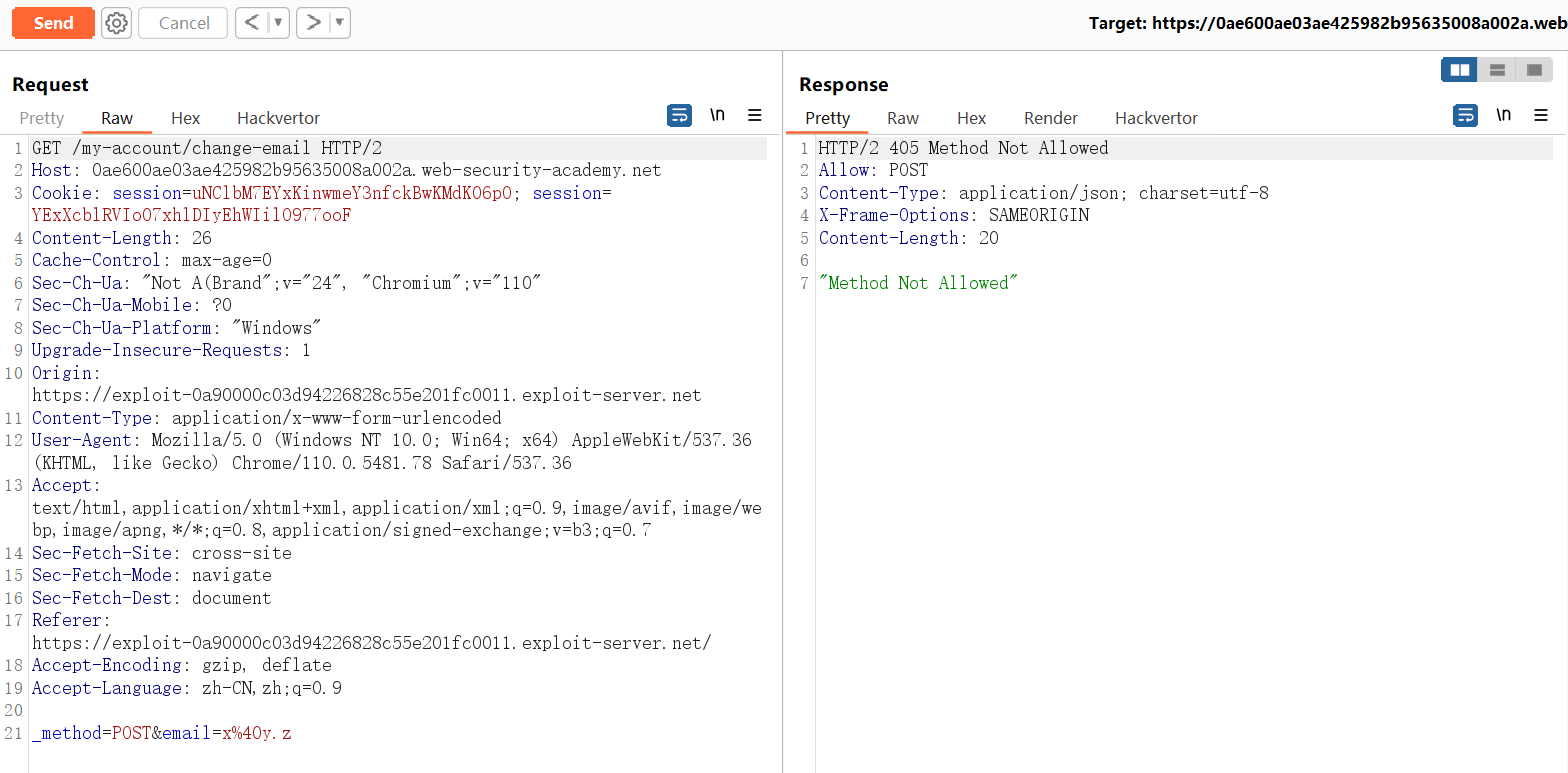 Send Cancel < ▼ > ▼ Target: https://0ae600ae03ae425982b95635008a002a.web
Request
Pretty Raw Hex Hackvertor \n
1 GET /my-account/change-email HTTP/2
2 Host: 0ae600ae03ae425982b95635008a002a.web-security-academy.net
3 Cookie: session=uNClbM7EYxKinwmeY3nfckBwKMdKO6pO; session=
YExXcblRVIoO7xhlDIyEhWIilO977ooF
4 Content-Length: 26
5 Cache-Control: max-age=0
6 Sec-Ch-Ua: "Not A(Brand";v="24", "Chromium";v="110"
7 Sec-Ch-Ua-Mobile: ?0
8 Sec-Ch-Ua-Platform: "Windows"
9 Upgrade-Insecure-Requests: 1
10 Origin:
https://exploit-0a90000c03d94226828c55e201fc0011.exploit-server.net
11 Content-Type: application/x-www-form-urlencoded
12 User-Agent: Mozilla/5.0 (Windows NT 10.0; Win64; x64) AppleWebKit/537.36
(KHTML, like Gecko) Chrome/110.0.5481.78 Safari/537.36
13 Accept:
text/html,application/xhtml+xml,application/xml;q=0.9,image/avif,image/we
bp,image/apng,*/*;q=0.8,application/signed-exchange;v=b3;q=0.7
14 Sec-Fetch-Site: cross-site
15 Sec-Fetch-Mode: navigate
16 Sec-Fetch-Dest: document
17 Referer:
https://exploit-0a90000c03d94226828c55e201fc0011.exploit-server.net/
18 Accept-Encoding: gzip, deflate
19 Accept-Language: zh-CN,zh;q=0.9
20
21 _method=POST&email=x%40y.z
Response
Pretty Raw Hex Render Hackvertor \n
1 HTTP/2 405 Method Not Allowed
2 Allow: POST
3 Content-Type: application/json; charset=utf-8
4 X-Frame-Options: SAMEORIGIN
5 Content-Length: 20
6
7 "Method Not Allowed"